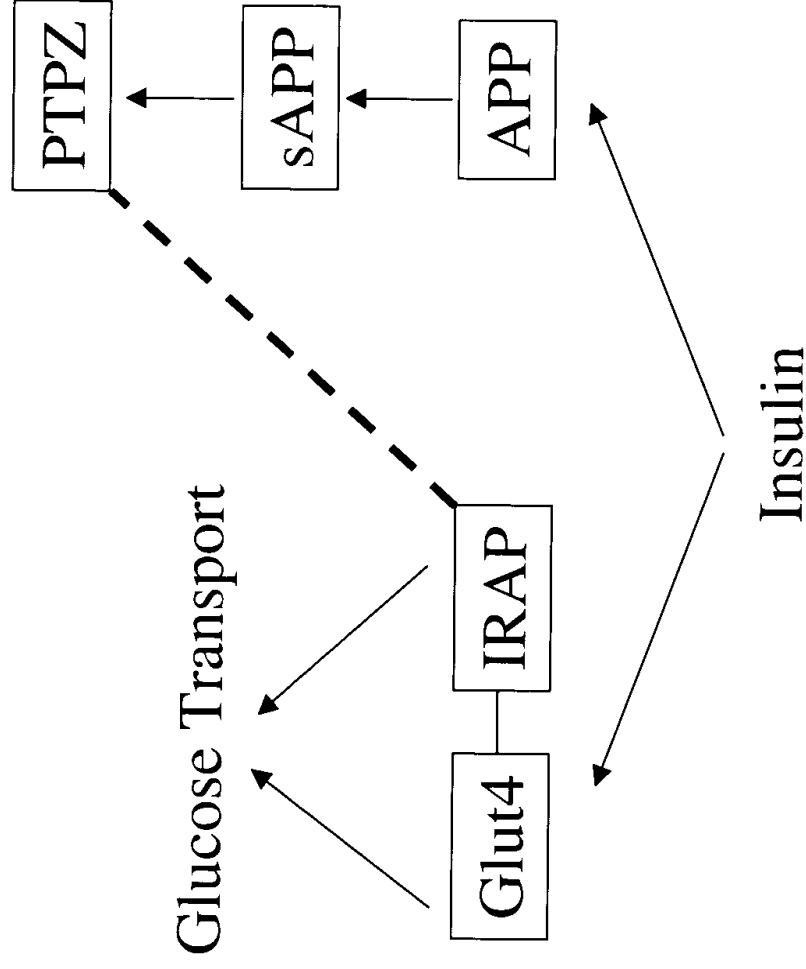 PTPZ
sAPP
APP
Glucose Transport
IRAP
Glut4
Insulin